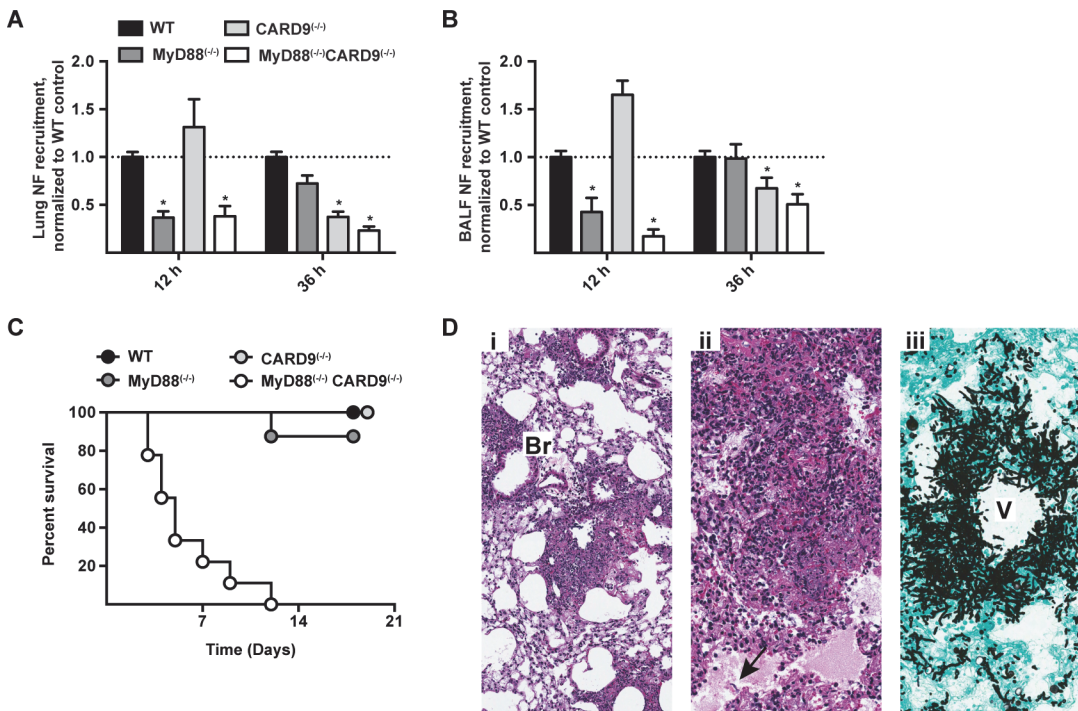 A
WT
CARD9(-/-)
MyD88(-/-)
MyD88(-/-)CARD9(-/-)
Lung NF recruitment,
normalized to WT control
2.0
1.5
1.0
0.5
*
*
*
*
12 h
36 h
B
BALF NF recruitment,
normalized to WT control
2.0
1.5
1.0
0.5
*
*
*
*
12 h
36 h
C
WT
CARD9(-/-)
MyD88(-/-)
MyD88(-/-) CARD9(-/-)
Percent survival
100
80
60
40
20
7
14
21
Time (Days)
D
i
Br
ii
iii
V